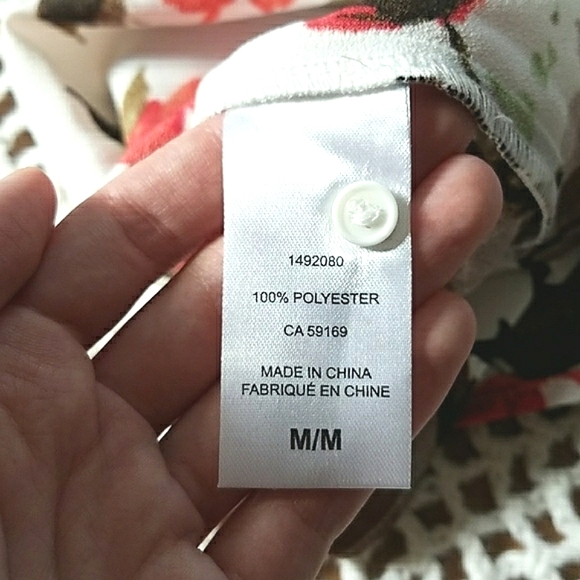 1492080
100% POLYESTER
CA 59169
MADE IN CHINA
FABRIQUÉ EN CHINE
M/M